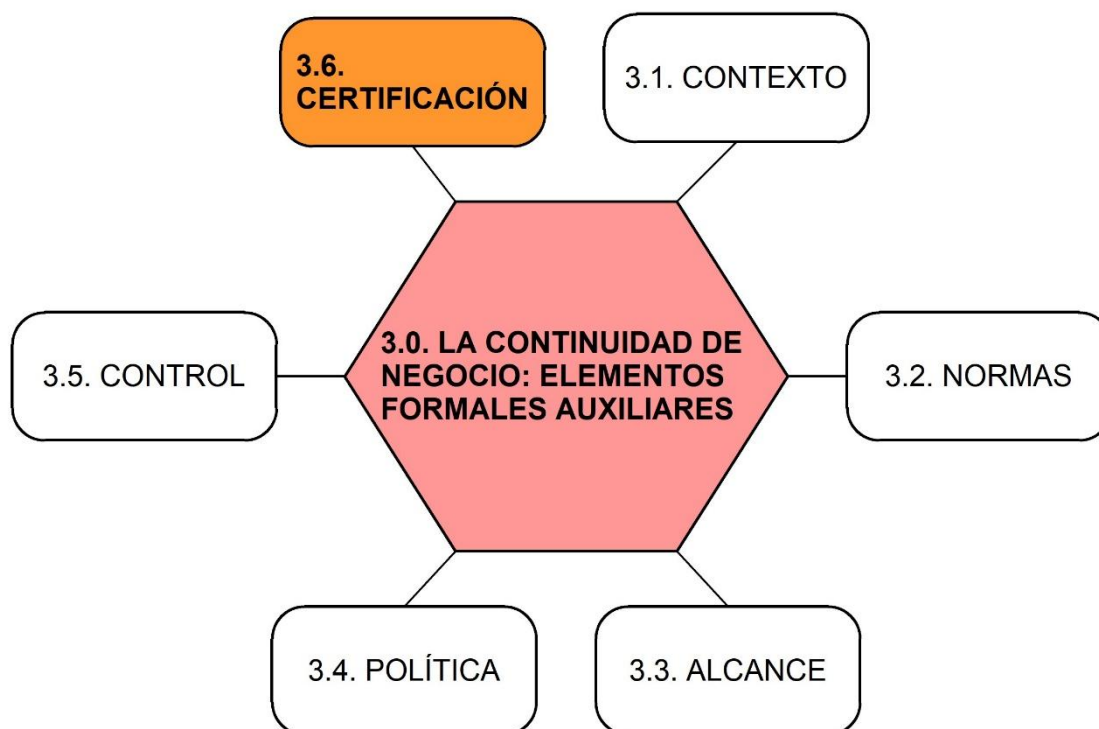 3.6.
CERTIFICACIÓN
3.1. CONTEXTO
3.5. CONTROL
3.0. LA CONTINUIDAD DE
NEGOCIO: ELEMENTOS
FORMALES AUXILIARES
3.2. NORMAS
3.4. POLÍTICA
3.3. ALCANCE